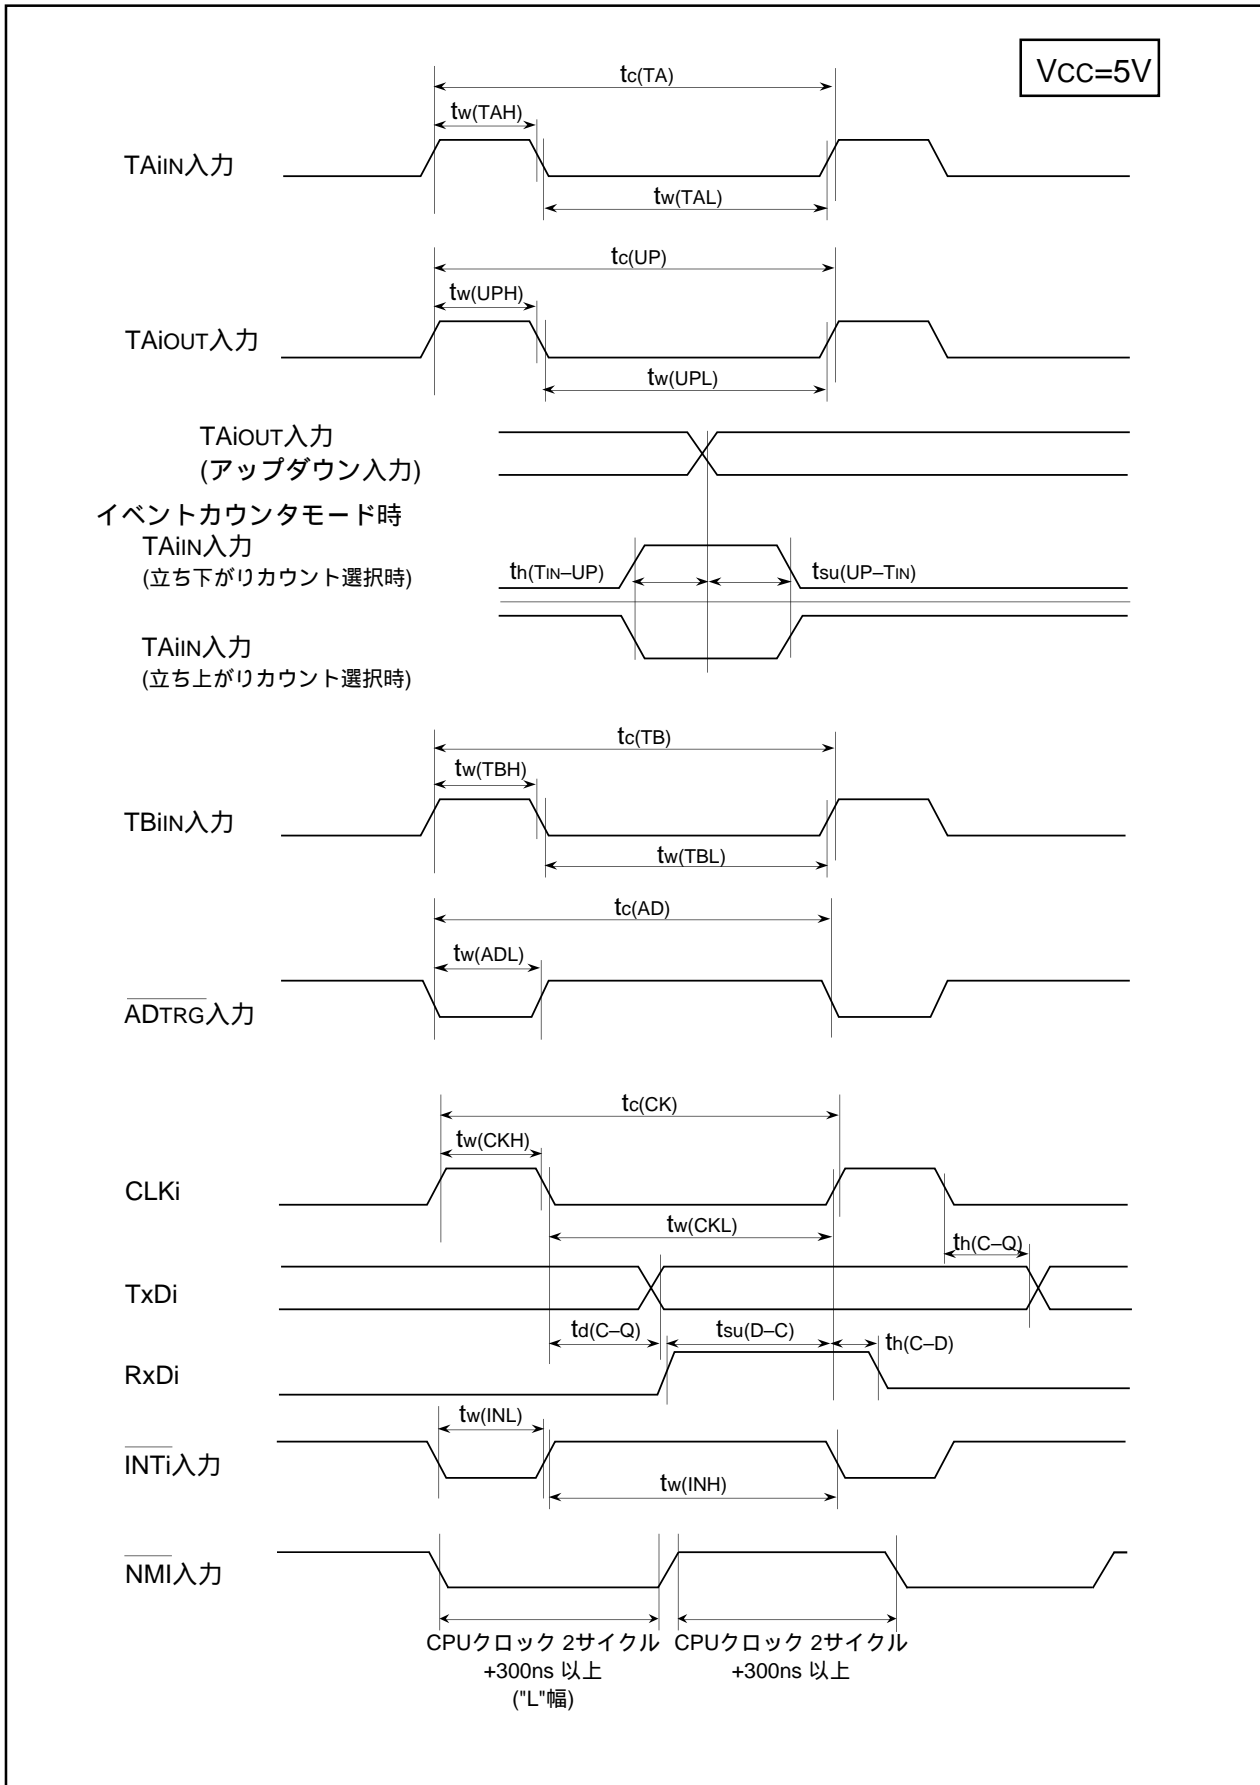 VCC=5V
tc(TA)
tw(TAH)
TAiIN入力
tw(TAL)
tc(UP)
tw(UPH)
TAiOUT入力
tw(UPL)
TAiOUT入力
(アップダウン入力)
イベントカウンタモード時
TAiIN入力
(立ち下がりカウント選択時)
th(TIN–UP)
tsu(UP–TIN)
TAiIN入力
(立ち上がりカウント選択時)
tc(TB)
tw(TBH)
TBiIN入力
tw(TBL)
tc(AD)
tw(ADL)
ADTRG入力
tc(CK)
tw(CKH)
CLKi
tw(CKL)
th(C–Q)
TxDi
td(C–Q)
tsu(D–C)
th(C–D)
RxDi
tw(INL)
INTi入力
tw(INH)
NMI入力
CPUクロック 2サイクル
+300ns 以上
("L"幅)
CPUクロック 2サイクル
+300ns 以上